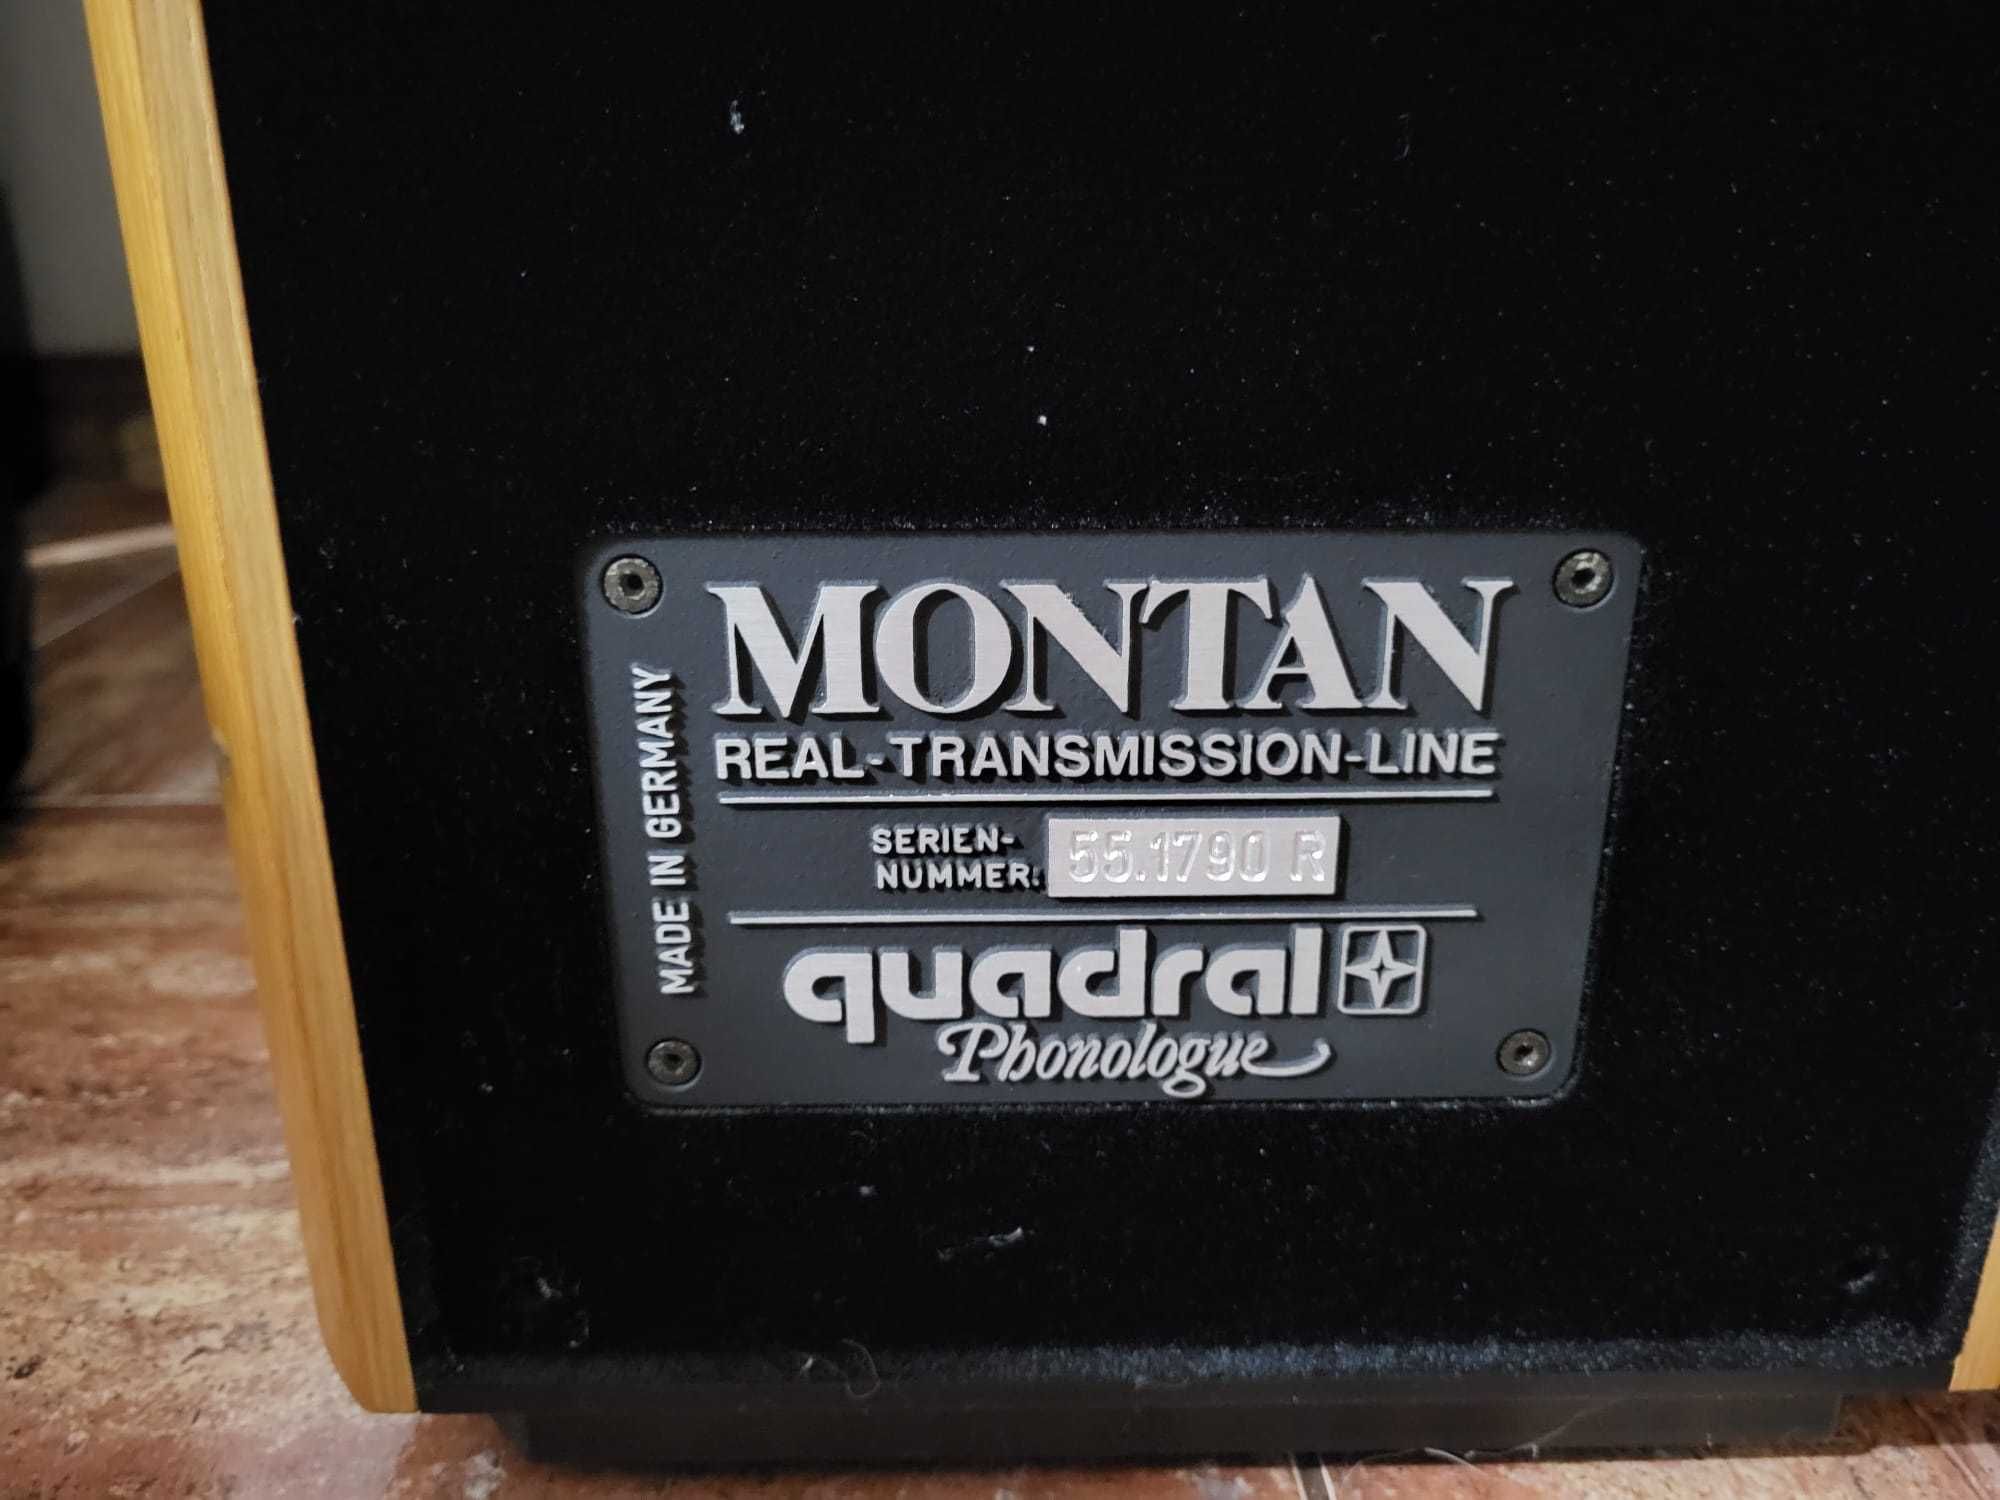 MONTAN
REAL-TRANSMISSION-LINE
MADE IN GERMANY
SERIEN-
NUMMER:
55.1790 R
quadral
Phonologue